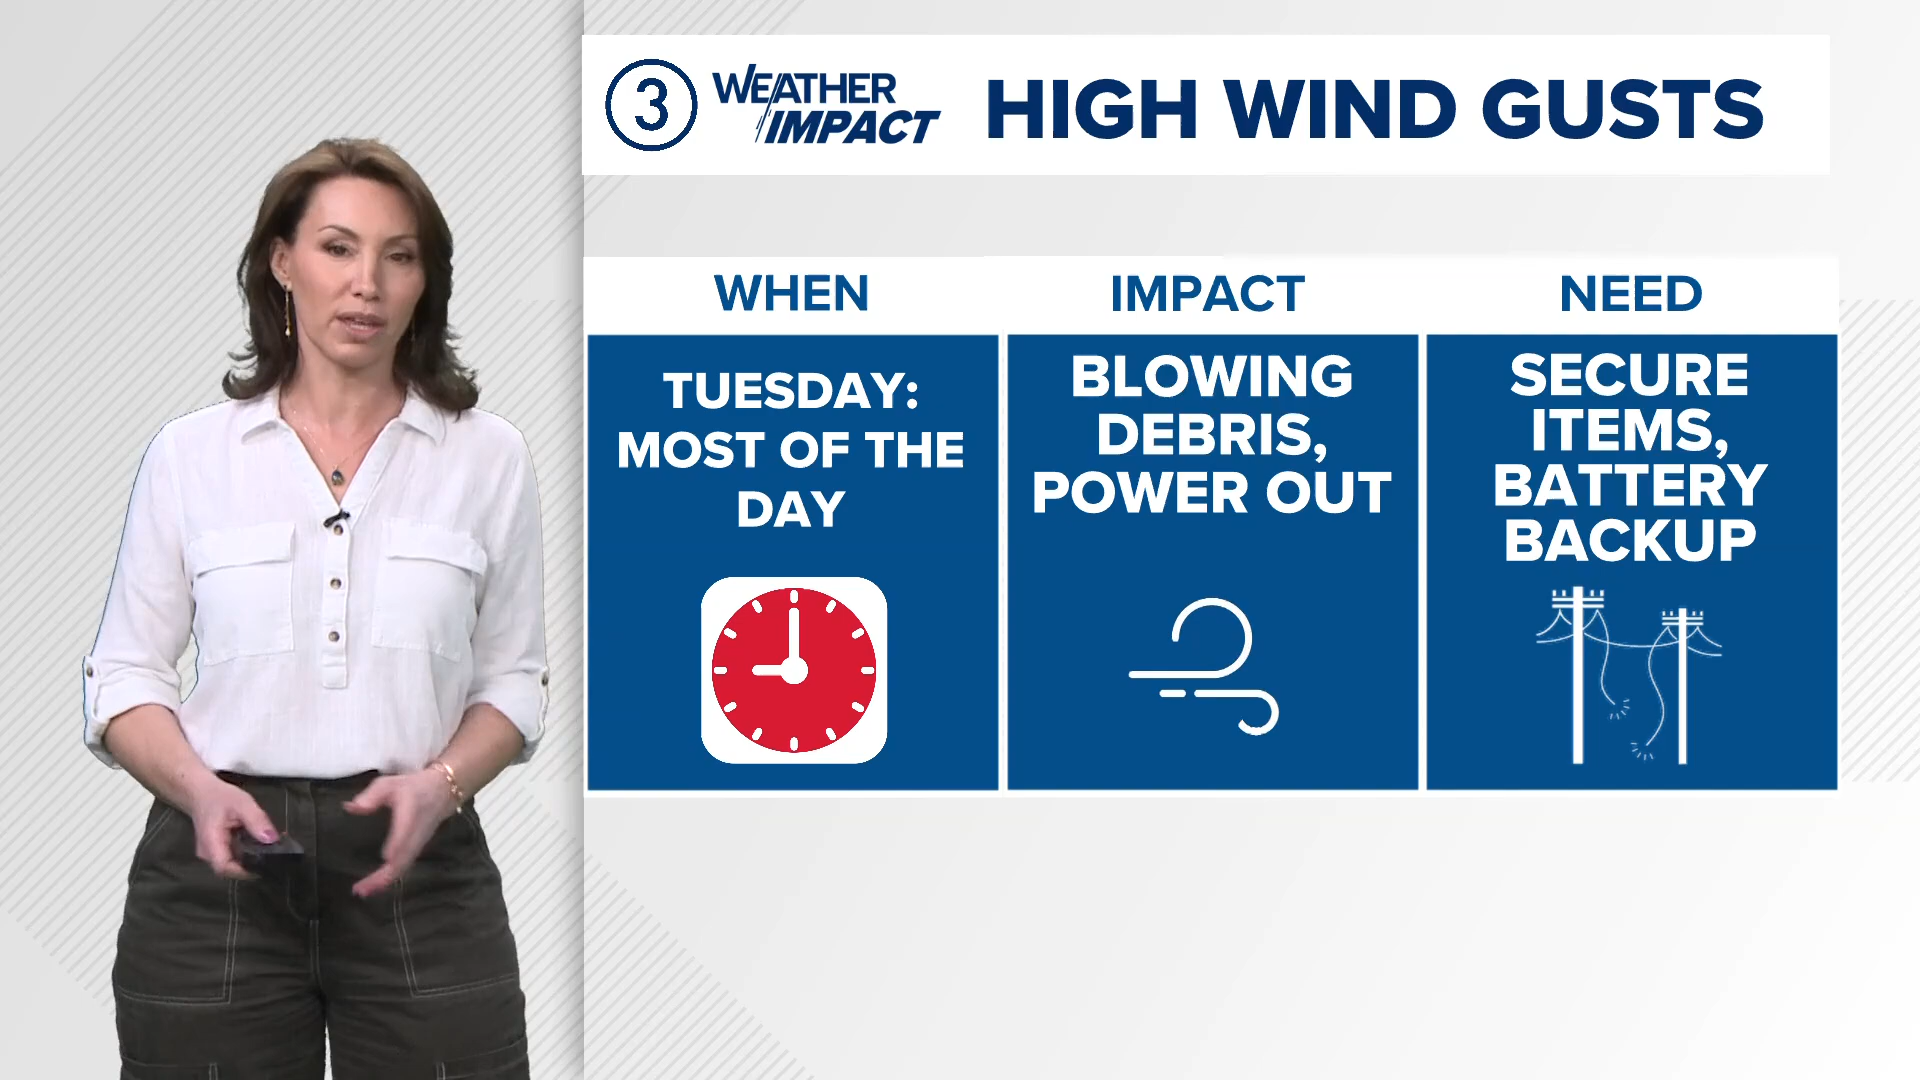 3 WEATHER IMPACT HIGH WIND GUSTS
WHEN
TUESDAY:
MOST OF THE
DAY
IMPACT
BLOWING
DEBRIS,
POWER OUT
NEED
SECURE
ITEMS,
BATTERY
BACKUP